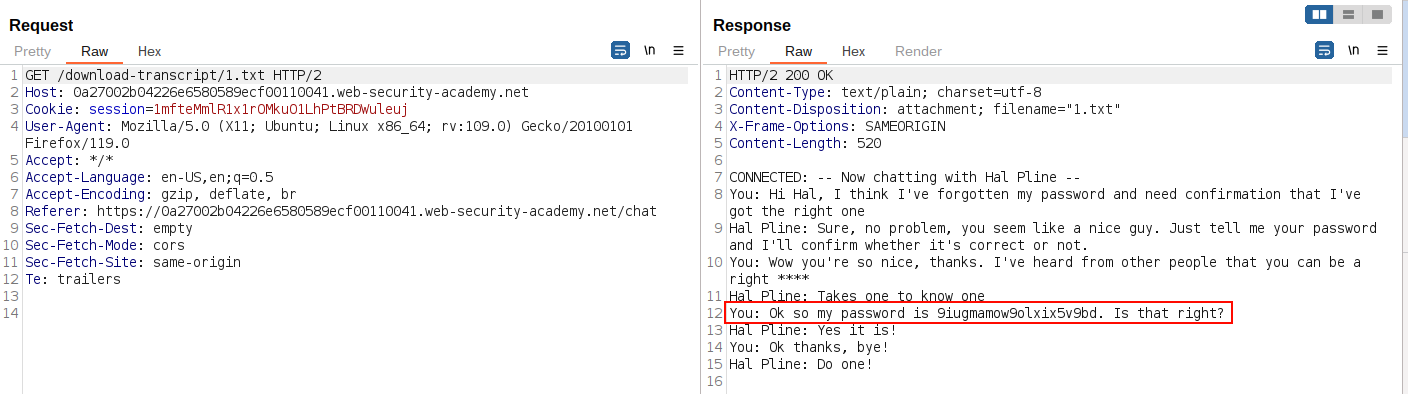 Request
Pretty Raw Hex
\n
1 GET /download-transcript/1.txt HTTP/2
2 Host: 0a27002b04226e6580589ecf00110041.web-security-academy.net
3 Cookie: session=1mfteMmlR1x1rOMkuO1LhPtBRDWuleuj
4 User-Agent: Mozilla/5.0 (X11; Ubuntu; Linux x86_64; rv:109.0) Gecko/20100101
Firefox/119.0
5 Accept: */*
6 Accept-Language: en-US,en;q=0.5
7 Accept-Encoding: gzip, deflate, br
8 Referer: https://0a27002b04226e6580589ecf00110041.web-security-academy.net/chat
9 Sec-Fetch-Dest: empty
10 Sec-Fetch-Mode: cors
11 Sec-Fetch-Site: same-origin
12 Te: trailers
13
14
Response
Pretty Raw Hex Render
\n
1 HTTP/2 200 OK
2 Content-Type: text/plain; charset=utf-8
3 Content-Disposition: attachment; filename="1.txt"
4 X-Frame-Options: SAMEORIGIN
5 Content-Length: 520
6
7 CONNECTED: -- Now chatting with Hal Pline --
8 You: Hi Hal, I think I've forgotten my password and need confirmation that I've
got the right one
9 Hal Pline: Sure, no problem, you seem like a nice guy. Just tell me your password
and I'll confirm whether it's correct or not.
10 You: Wow you're so nice, thanks. I've heard from other people that you can be a
right ****
11 Hal Pline: Takes one to know one
12 You: Ok so my password is 9iugmamow9olxix5v9bd. Is that right?
13 Hal Pline: Yes it is!
14 You: Ok thanks, bye!
15 Hal Pline: Do one!
16